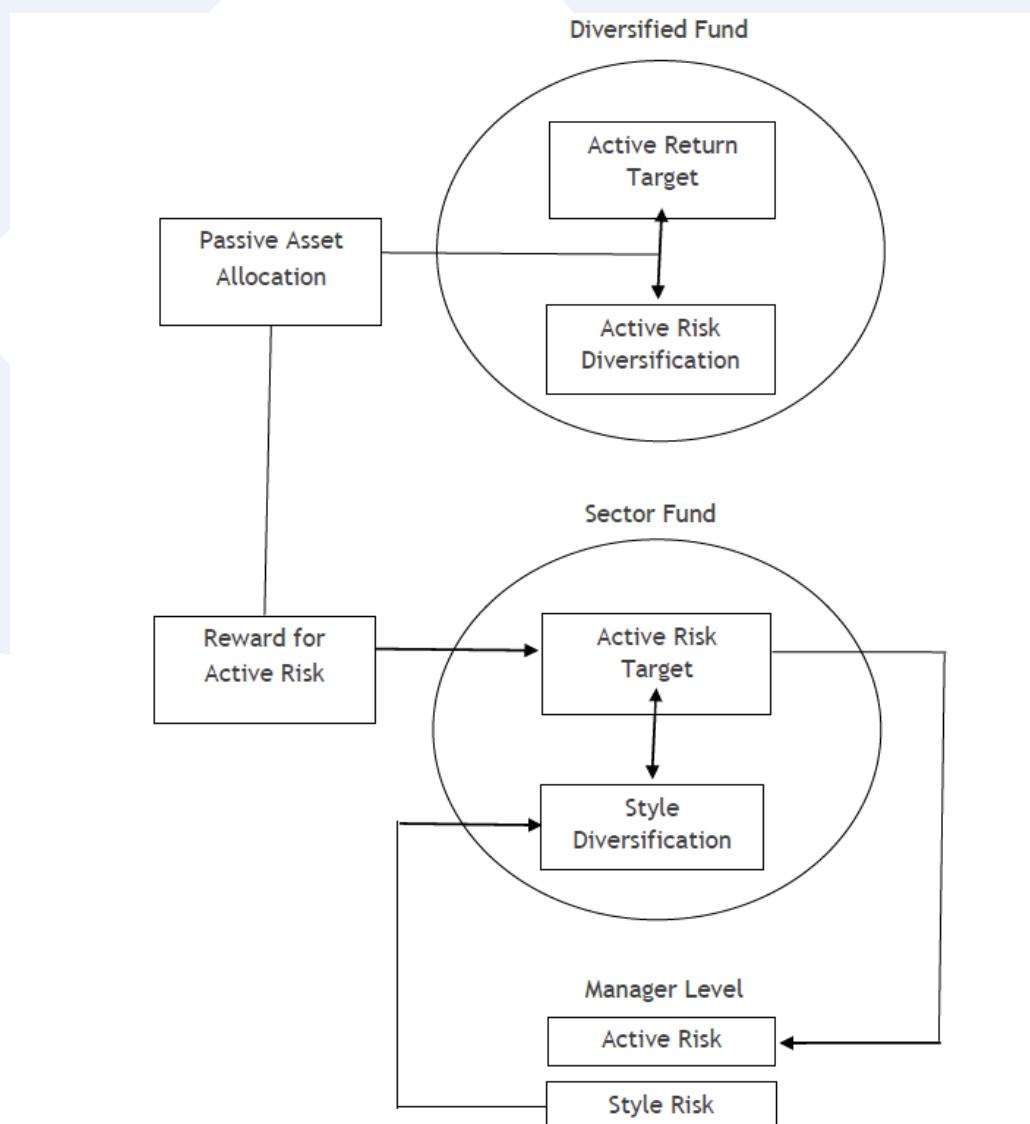 Diversified Fund
Active Return
Target
Passive Asset
Allocation
Active Risk
Diversification
Sector Fund
Reward for
Active Risk
Active Risk
Target
Style
Diversification
Manager Level
Active Risk
Style Risk